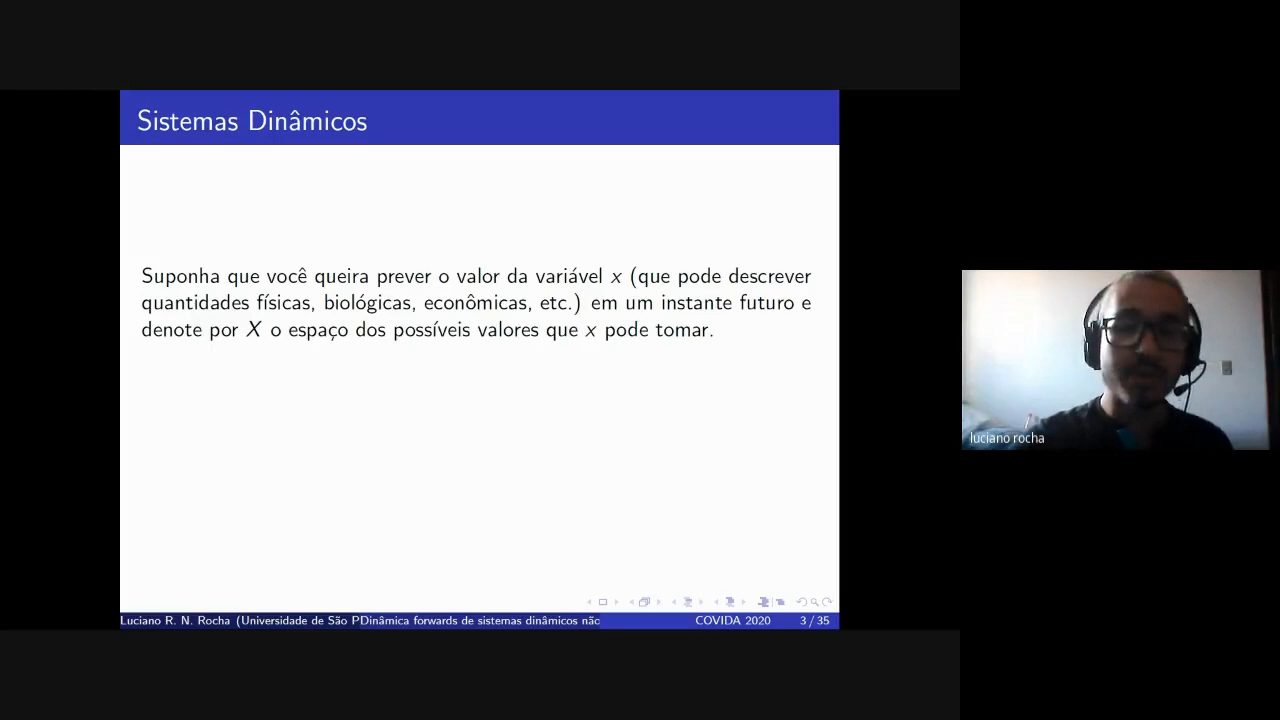 Sistemas Dinâmicos
Suponha que você queira prever o valor da variável x (que pode descrever
quantidades físicas, biológicas, econômicas, etc.) em um instante futuro e
denote por X o espaço dos possíveis valores que x pode tomar.
luciano rocha
Luciano R. N. Rocha (Universidade de São P Dinâmica forwards de sistemas dinâmicos nãc COVIDA 2020 3 / 35